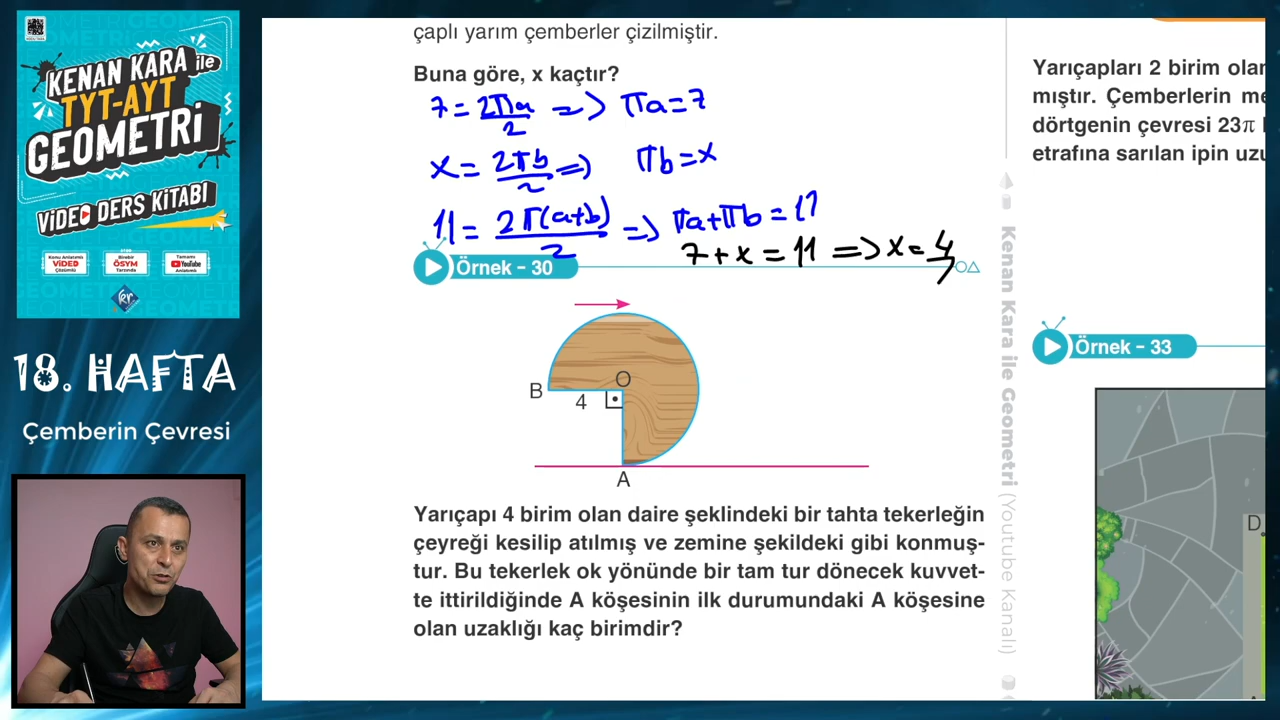 KENAN KARA ile
TYT-AYT
GEOMETRİ
VİDEO DERS KİTABI
Konu Anlatımlı
VİDEO
Çözümlü
ÖSYM
Tarzında
Tamamı
YouTube
18. HAFTA
Çemberin Çevresi
çaplı yarım çemberler çizilmiştir.
Buna göre, x kaçtır?
7 = 2πa/2 => πa = 7
x = 2πb/2 => πb = x
11 = 2π(a+b)/2 => πa+πb = 11
7 + x = 11 => x = 4
Örnek - 30
B
O
4
A
Yarıçapı 4 birim olan daire şeklindeki bir tahta tekerleğin
çeyreği kesilip atılmış ve zemine şekildeki gibi konmuş-
tur. Bu tekerlek ok yönünde bir tam tur dönecek kuvvet-
te ittirildiğinde A köşesinin ilk durumundaki A köşesine
olan uzaklığı kaç birimdir?
Kenan Kara ile Geometri (Youtube Kanalı)
Yarıçapları 2 birim olan
mıştır. Çemberlerin me
dörtgenin çevresi 23π
etrafına sarılan ipin uzu
Örnek - 33
D